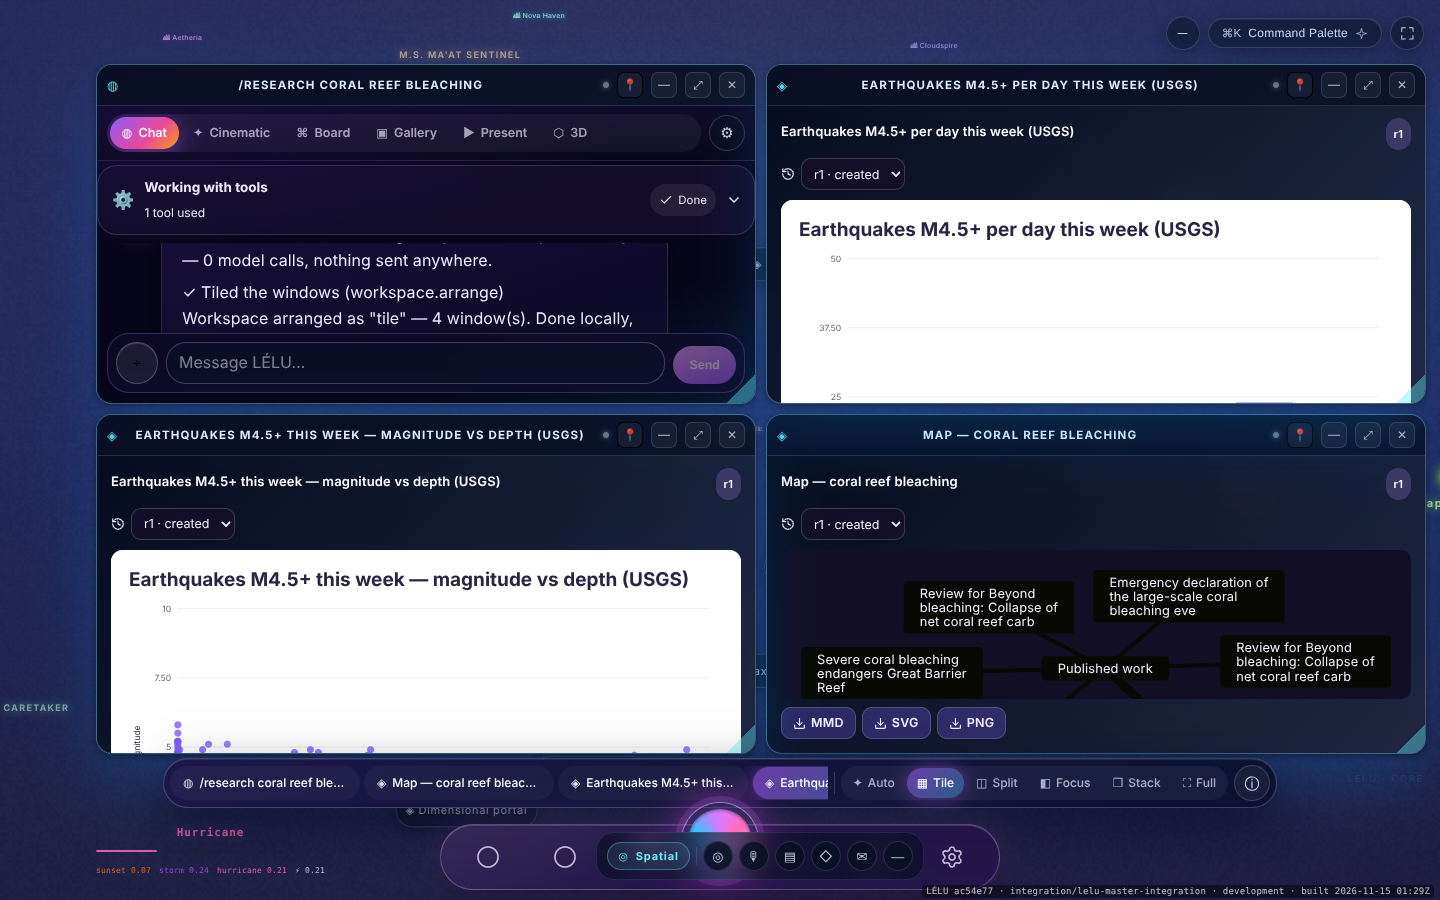 Nova Haven
Aetheria
Cloudspire
M.S. MA'AT SENTINEL
⌘K Command Palette
/RESEARCH CORAL REEF BLEACHING
Chat
Cinematic
Board
Gallery
Present
3D
Working with tools
1 tool used
Done
— 0 model calls, nothing sent anywhere.
✓ Tiled the windows (workspace.arrange)
Workspace arranged as "tile" — 4 window(s). Done locally,
Message LÉLU...
Send
EARTHQUAKES M4.5+ PER DAY THIS WEEK (USGS)
Earthquakes M4.5+ per day this week (USGS)
r1
r1 · created
Earthquakes M4.5+ per day this week (USGS)
50
37.50
25
EARTHQUAKES M4.5+ THIS WEEK — MAGNITUDE VS DEPTH (USGS)
Earthquakes M4.5+ this week — magnitude vs depth (USGS)
r1
r1 · created
Earthquakes M4.5+ this week — magnitude vs depth (USGS)
10
7.50
5
gnitude
MAP — CORAL REEF BLEACHING
Map — coral reef bleaching
r1
r1 · created
Review for Beyond
bleaching: Collapse of
net coral reef carb
Emergency declaration of
the large-scale coral
bleaching eve
Severe coral bleaching
endangers Great Barrier
Reef
Published work
Review for Beyond
bleaching: Collapse of
net coral reef carb
MMD
SVG
PNG
ax
ap
CARETAKER
/research coral reef ble...
Map — coral reef bleac...
Earthquakes M4.5+ this...
Earthqua
Auto
Tile
Split
Focus
Stack
Full
LÉLU CORE
Dimensional portal
Hurricane
sunset 0.07 storm 0.24 hurricane 0.21 ⚡ 0.21
Spatial
LÉLU ac54e77 · integration/lelu-master-integration · development · built 2026-11-15 01:29Z